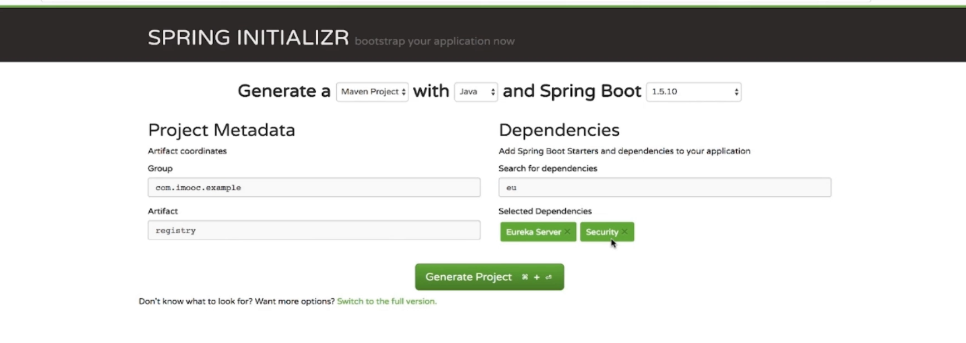 SPRING INITIALIZR bootstrap your application now
Generate a Maven Project with Java and Spring Boot 1.5.10
Project Metadata
Artifact coordinates
Group
com.imooc.example
Artifact
registry
Dependencies
Add Spring Boot Starters and dependencies to your application
Search for dependencies
eu
Selected Dependencies
Eureka Server × Security ×
Generate Project ⌘ + ⏎
Don't know what to look for? Want more options? Switch to the full version.